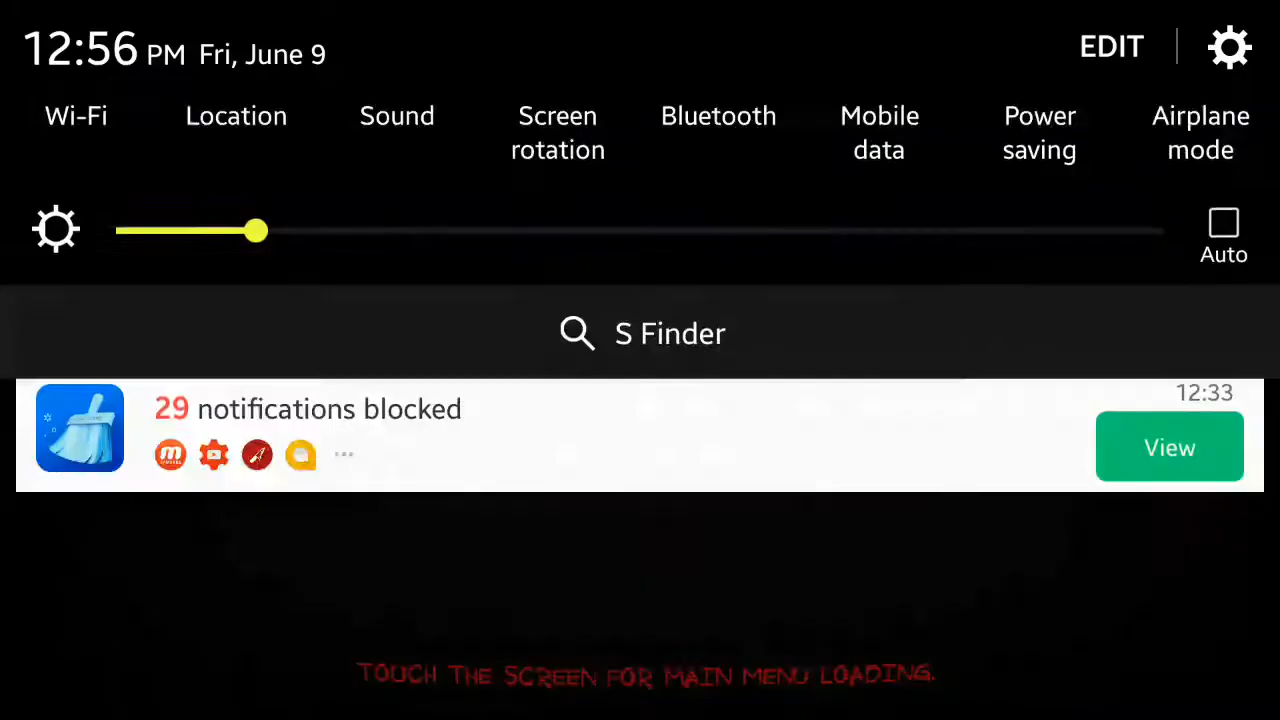 12:56 PM Fri, June 9
EDIT
Wi-Fi
Location
Sound
Screen
rotation
Bluetooth
Mobile
data
Power
saving
Airplane
mode
Auto
S Finder
29 notifications blocked
12:33
View
TOUCH THE SCREEN FOR MAIN MENU LOADING.